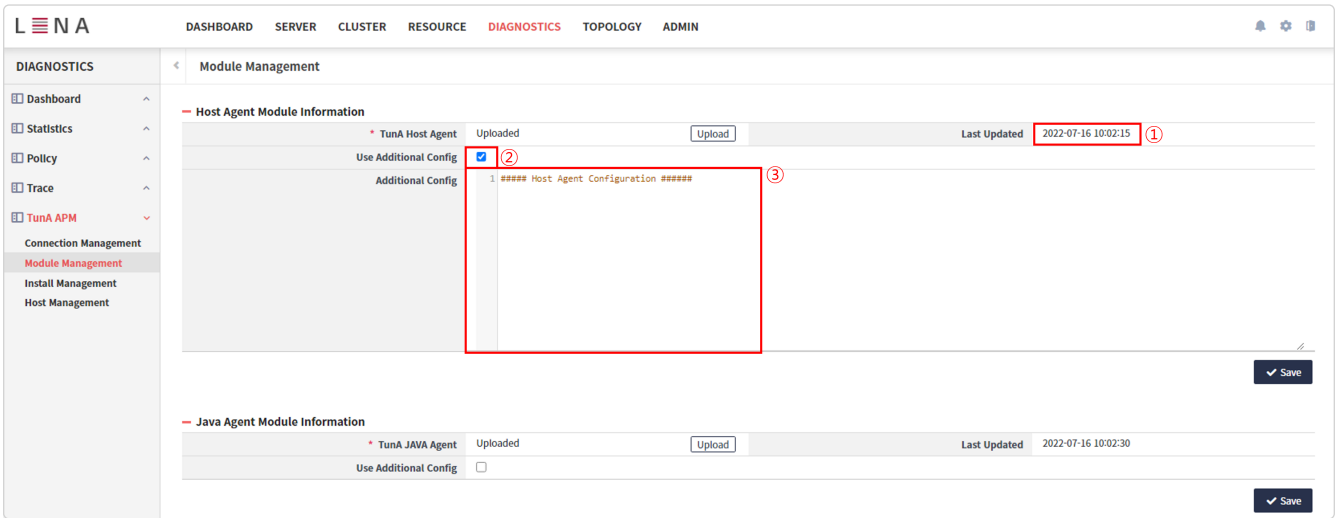 LENA
DASHBOARD SERVER CLUSTER RESOURCE DIAGNOSTICS TOPOLOGY ADMIN
DIAGNOSTICS
Module Management
Dashboard
Statistics
Policy
Trace
TunA APM
Connection Management
Module Management
Install Management
Host Management
Host Agent Module Information
* TunA Host Agent Uploaded Upload Last Updated 2022-07-16 10:02:15 ①
Use Additional Config ②
Additional Config 1 ##### Host Agent Configuration ###### ③
Save
Java Agent Module Information
* TunA JAVA Agent Uploaded Upload Last Updated 2022-07-16 10:02:30
Use Additional Config
Save